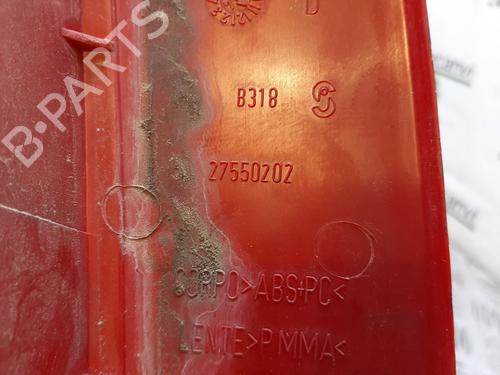 B318
27550202
CORPO>ABS+PC<
LENTE>PMMA<
B-PARTS